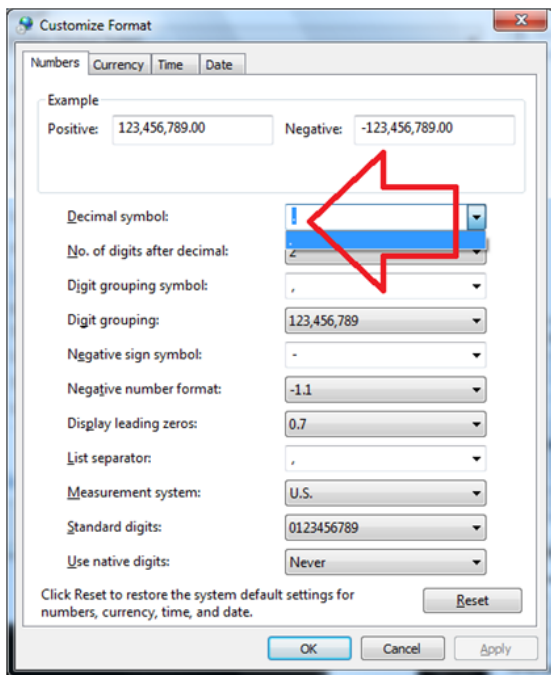 Customize Format
Numbers Currency Time Date
Example
Positive: 123,456,789.00 Negative: -123,456,789.00
Decimal symbol: .
.
No. of digits after decimal: 2
Digit grouping symbol: ,
Digit grouping: 123,456,789
Negative sign symbol: -
Negative number format: -1.1
Display leading zeros: 0.7
List separator: ,
Measurement system: U.S.
Standard digits: 0123456789
Use native digits: Never
Click Reset to restore the system default settings for
numbers, currency, time, and date.
Reset
OK Cancel Apply